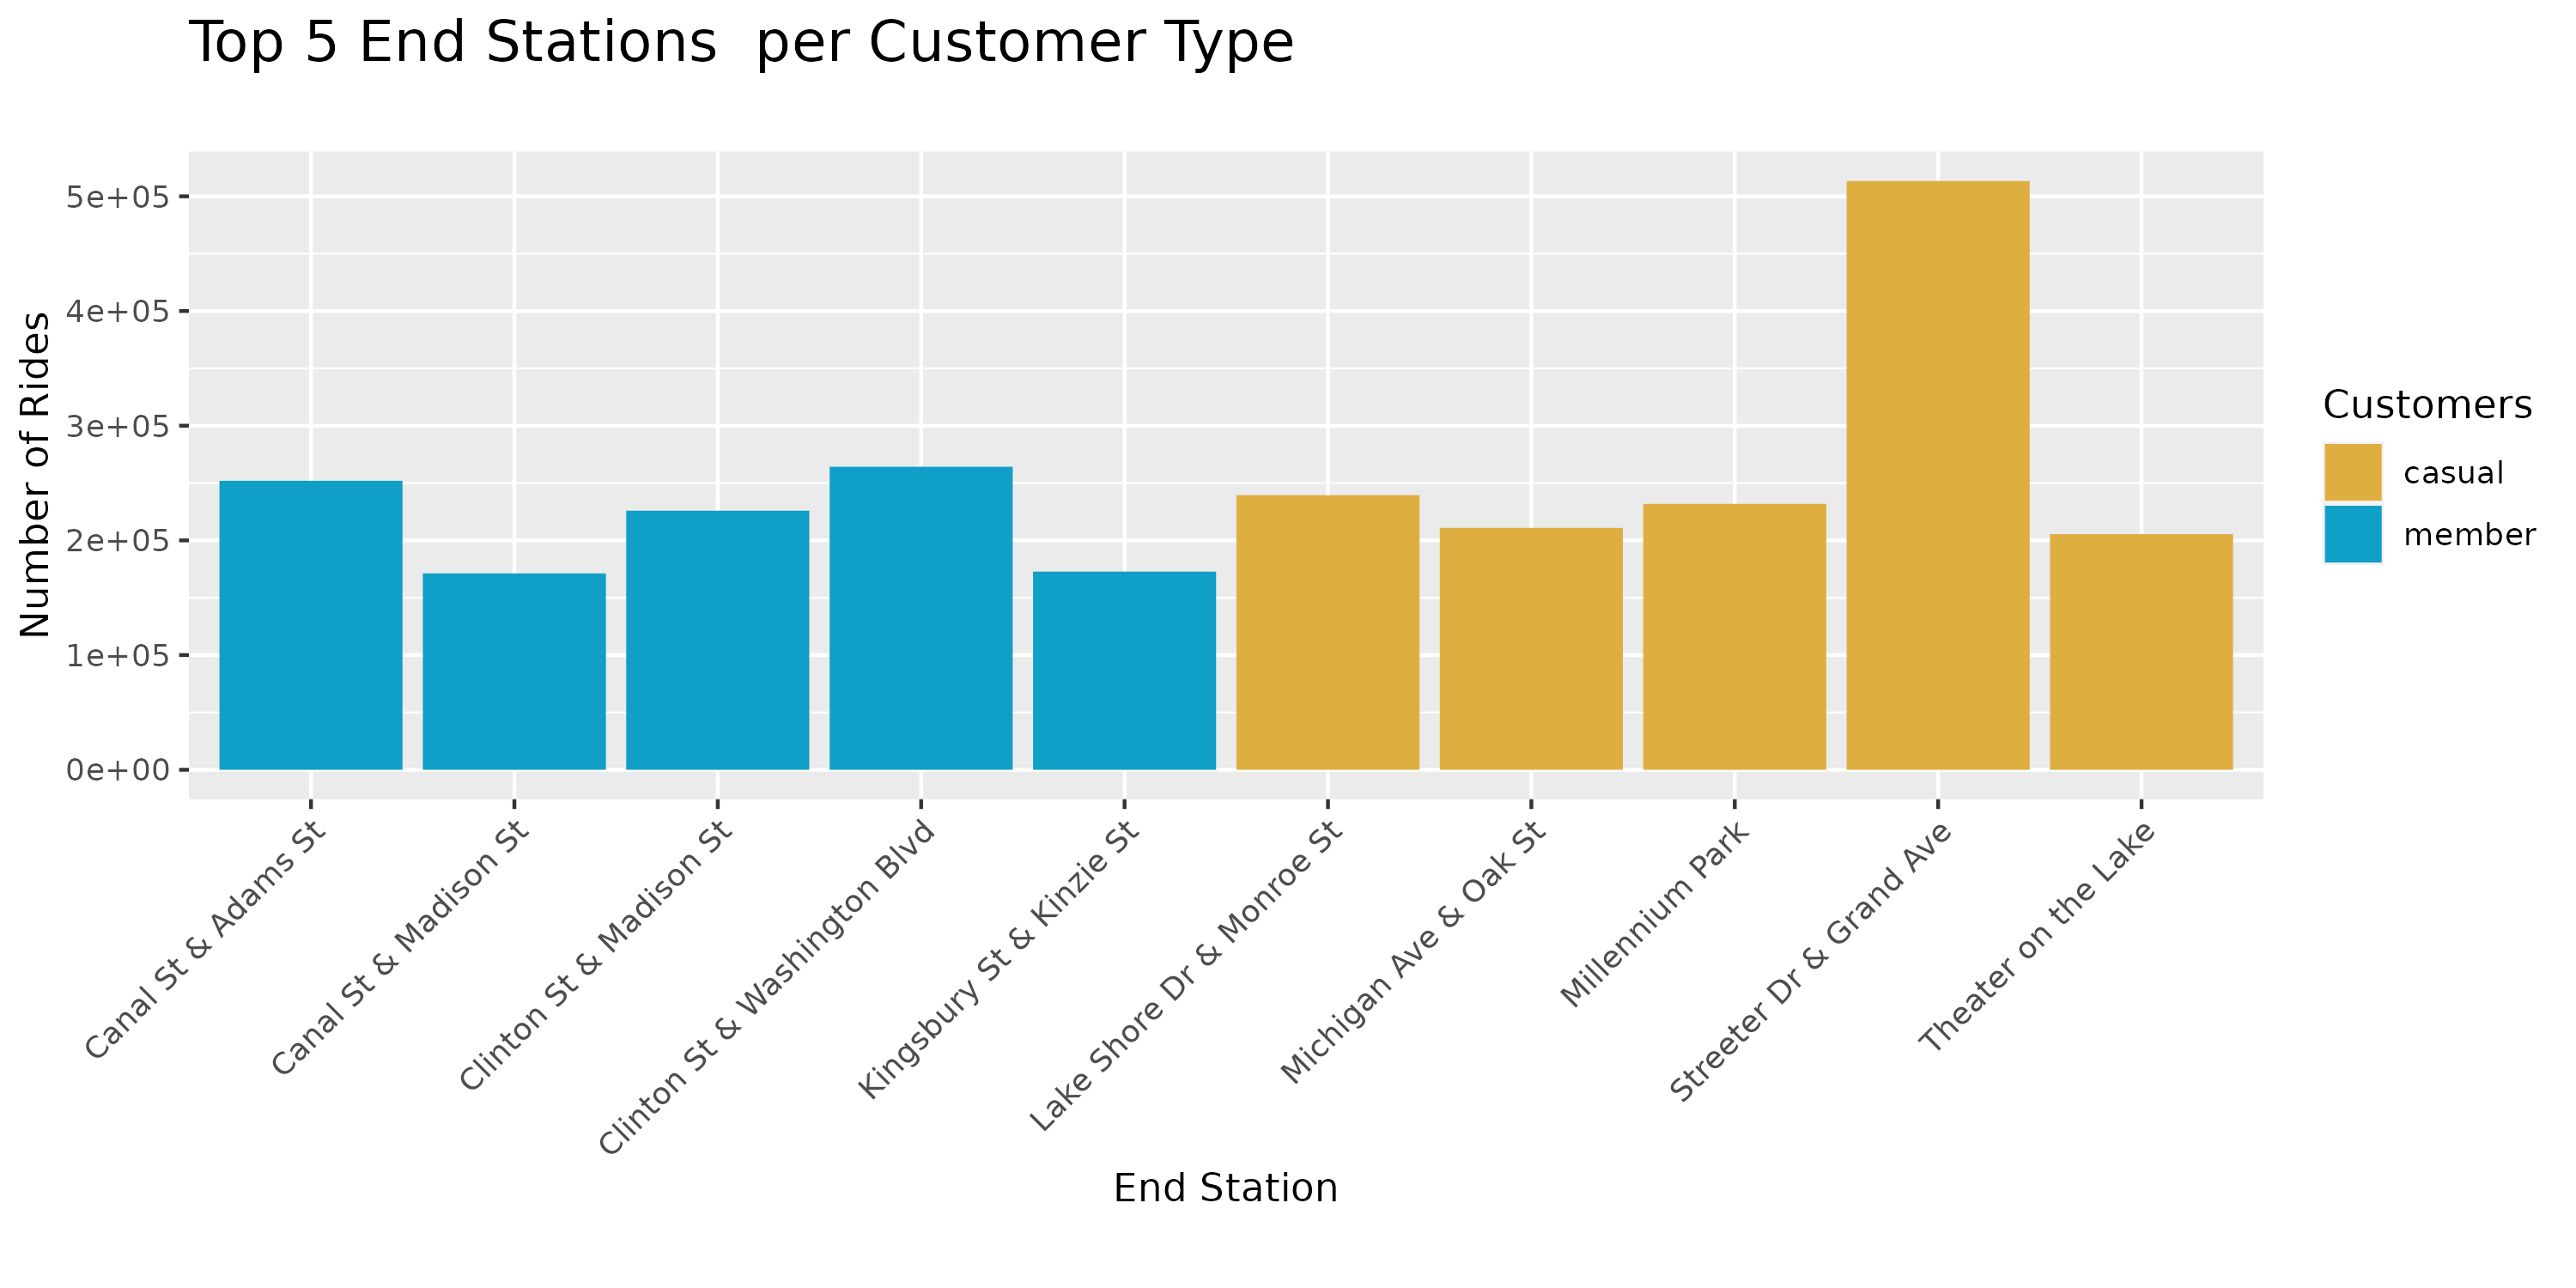 Top 5 End Stations  per Customer Type
Number of Rides
5e+05
4e+05
3e+05
2e+05
1e+05
0e+00
Canal St & Adams St
Canal St & Madison St
Clinton St & Madison St
Clinton St & Washington Blvd
Kingsbury St & Kinzie St
Lake Shore Dr & Monroe St
Michigan Ave & Oak St
Millennium Park
Streeter Dr & Grand Ave
Theater on the Lake
End Station
Customers
casual
member